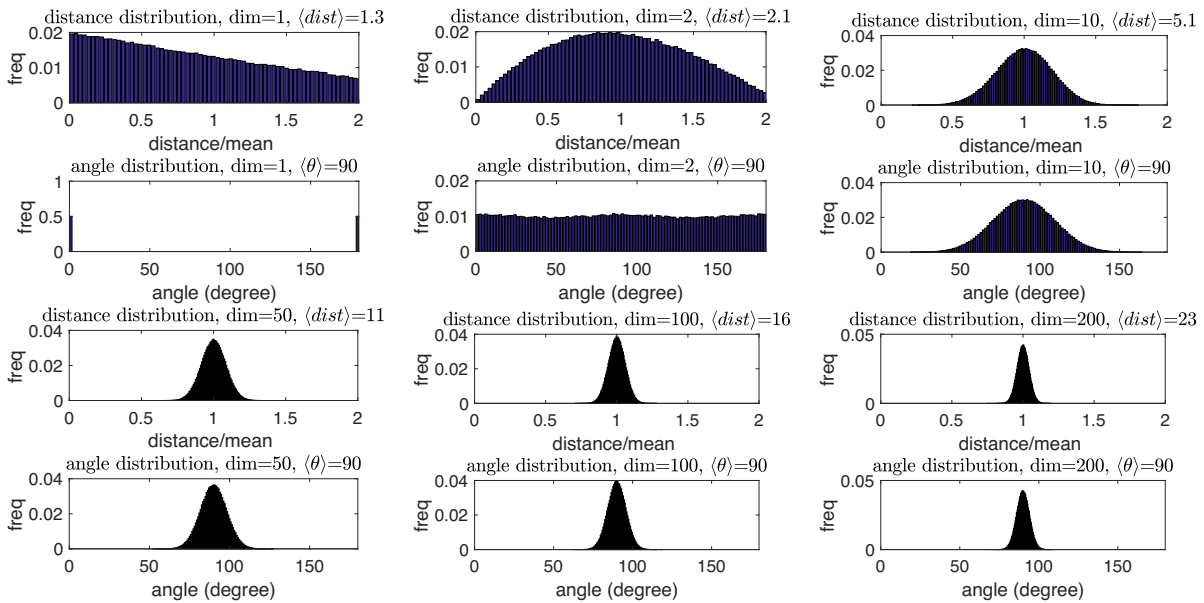 distance distribution, dim=1, ⟨dist⟩=1.3
0.02
0.01
0
freq
0 0.5 1 1.5 2
distance/mean
distance distribution, dim=2, ⟨dist⟩=2.1
0.02
0.01
0
freq
0 0.5 1 1.5 2
distance/mean
distance distribution, dim=10, ⟨dist⟩=5.1
0.04
0.02
0
freq
0 0.5 1 1.5 2
distance/mean
angle distribution, dim=1, ⟨θ⟩=90
1
0.5
0
freq
0 50 100 150
angle (degree)
angle distribution, dim=2, ⟨θ⟩=90
0.02
0.01
0
freq
0 50 100 150
angle (degree)
angle distribution, dim=10, ⟨θ⟩=90
0.04
0.02
0
freq
0 50 100 150
angle (degree)
distance distribution, dim=50, ⟨dist⟩=11
0.04
0.02
0
freq
0 0.5 1 1.5 2
distance/mean
distance distribution, dim=100, ⟨dist⟩=16
0.04
0.02
0
freq
0 0.5 1 1.5 2
distance/mean
distance distribution, dim=200, ⟨dist⟩=23
0.05
0
freq
0 0.5 1 1.5 2
distance/mean
angle distribution, dim=50, ⟨θ⟩=90
0.04
0.02
0
freq
0 50 100 150
angle (degree)
angle distribution, dim=100, ⟨θ⟩=90
0.04
0.02
0
freq
0 50 100 150
angle (degree)
angle distribution, dim=200, ⟨θ⟩=90
0.05
0
freq
0 50 100 150
angle (degree)